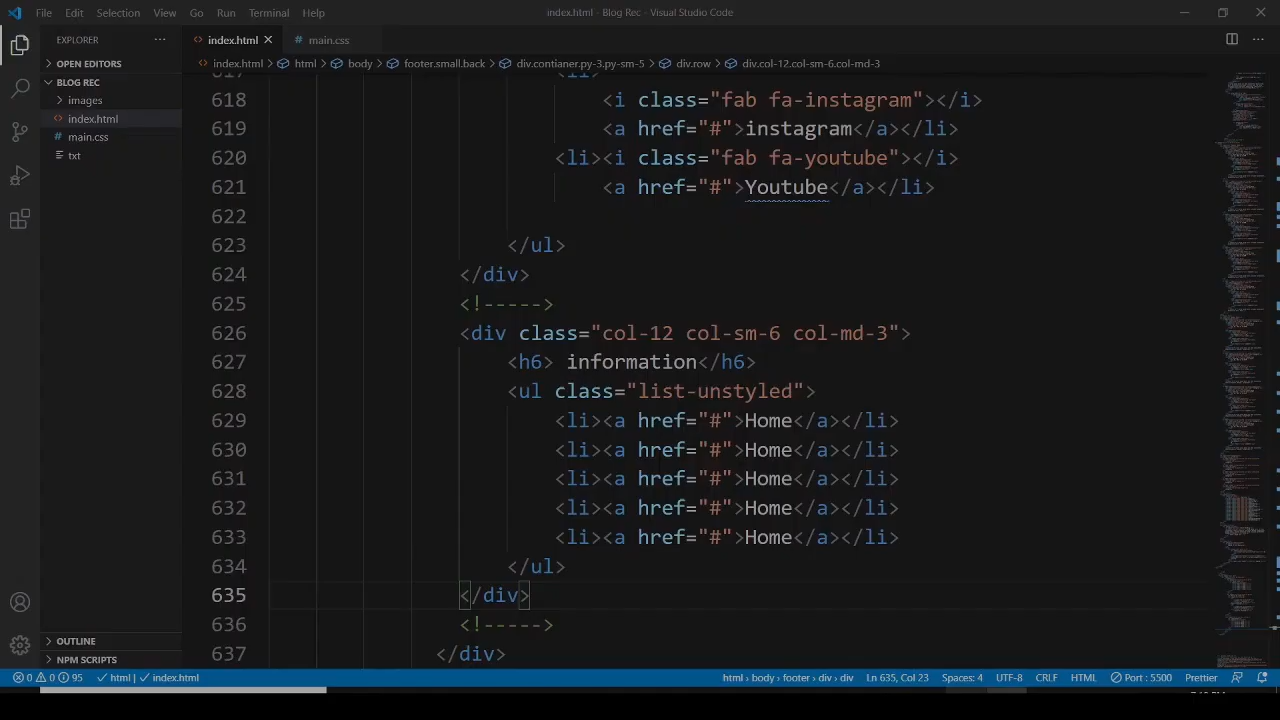 File Edit Selection View Go Run Terminal Help index.html - Blog Rec - Visual Studio Code
EXPLORER ··· <> index.html × # main.css ···
OPEN EDITORS
<> index.html > html > body > footer.small.back > div.contianer.py-3.py-sm-5 > div.row > div.col-12.col-sm-6.col-md-3
BLOG REC
images
<> index.html
# main.css
txt
617 <li>
618 <i class="fab fa-instagram"></i>
619 <a href="#">instagram</a></li>
620 <li><i class="fab fa-youtube"></i>
621 <a href="#">Youtube</a></li>
622
623 </ul>
624 </div>
625 <!----->
626 <div class="col-12 col-sm-6 col-md-3">
627 <h6> information</h6>
628 <ul class="list-unstyled">
629 <li><a href="#">Home</a></li>
630 <li><a href="#">Home</a></li>
631 <li><a href="#">Home</a></li>
632 <li><a href="#">Home</a></li>
633 <li><a href="#">Home</a></li>
634 </ul>
635 </div>
636 <!----->
637 </div>
OUTLINE
NPM SCRIPTS
0 0 95 html | index.html html > body > footer > div > div Ln 635, Col 23 Spaces: 4 UTF-8 CRLF HTML Port : 5500 Prettier